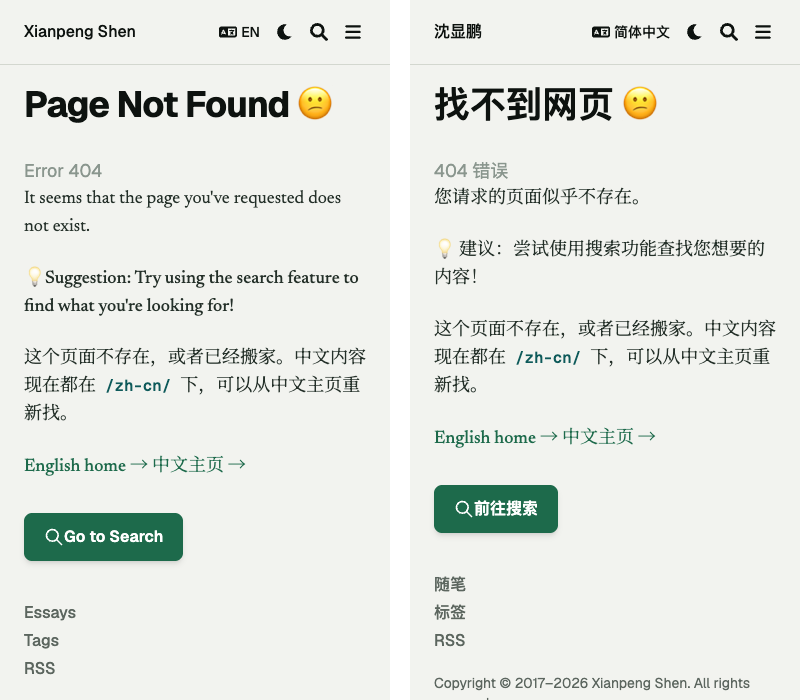 Xianpeng Shen
EN
Page Not Found 😕
Error 404
It seems that the page you've requested does
not exist.
💡Suggestion: Try using the search feature to
find what you're looking for!
这个页面不存在，或者已经搬家。中文内容
现在都在 /zh-cn/ 下，可以从中文主页重
新找。
English home → 中文主页 →
Go to Search
Essays
Tags
RSS
沈显鹏
简体中文
找不到网页 😕
404 错误
您请求的页面似乎不存在。
💡 建议：尝试使用搜索功能查找您想要的
内容！
这个页面不存在，或者已经搬家。中文内容
现在都在 /zh-cn/ 下，可以从中文主页重
新找。
English home → 中文主页 →
前往搜索
随笔
标签
RSS
Copyright © 2017–2026 Xianpeng Shen. All rights